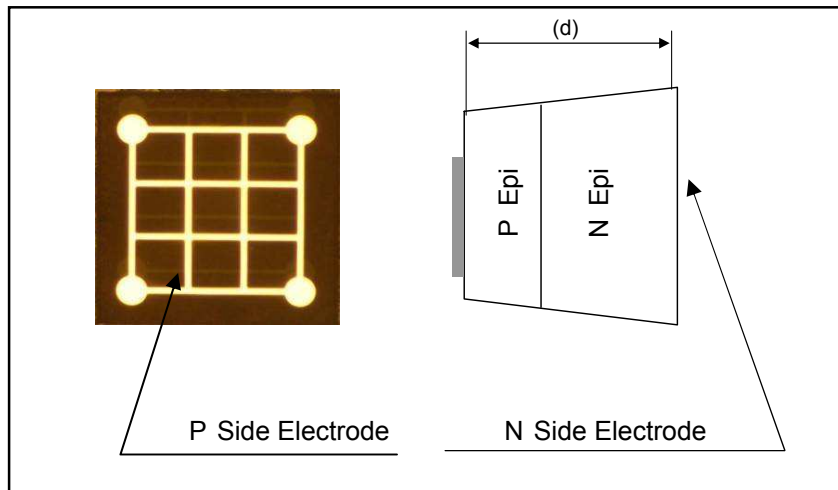 (d)
P Epi
N Epi
P Side Electrode
N Side Electrode